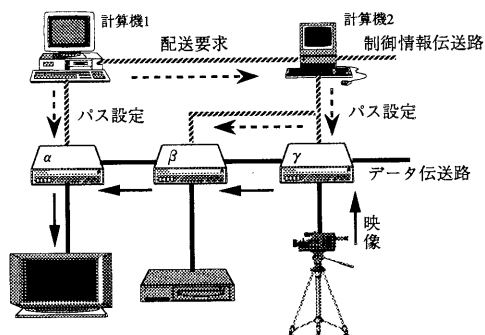 計算機1
計算機2
配送要求
制御情報伝送路
パス設定
パス設定
α
β
γ
データ伝送路
映像